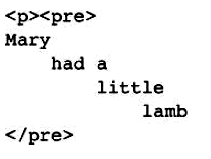 <p><pre>
Mary
    had a
        little
            lamb
</pre>